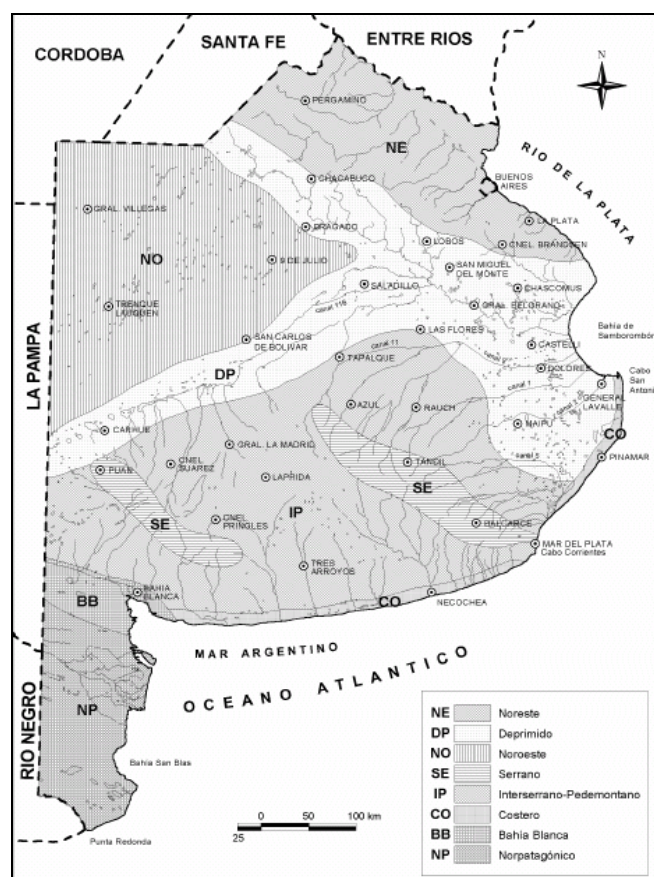 CORDOBA
SANTA FE
ENTRE RIOS
N
PERGAMINO
NE
RIO DE LA PLATA
BUENOS
AIRES
CHACABUCO
GRAL. VILLEGAS
LA PLATA
BRAGADO
LOBOS
CNEL. BRANDSEN
NO
9 DE JULIO
SAN MIGUEL
DEL MONTE
SALADILLO
CHASCOMUS
TRENQUE
LAUQUEN
GRAL. BELGRANO
LA PAMPA
SAN CARLOS
DE BOLIVAR
LAS FLORES
CASTELLI
Bahía de
Samborombón
canal 11
TAPALQUE
DP
DOLORES
Cabo
San
Antonio
canal 1
GENERAL
LAVALLE
AZUL
RAUCH
MAIPU
CO
CARHUE
GRAL. LA MADRID
PINAMAR
PUAN
CNEL
SUAREZ
TANDIL
LAPRIDA
SE
IP
SE
CNEL
PRINGLES
BALCARCE
MAR DEL PLATA
Cabo Corrientes
TRES
ARROYOS
BB
BAHIA
BLANCA
CO
NECOCHEA
MAR ARGENTINO
OCEANO ATLANTICO
RIO NEGRO
NP
Bahía San Blas
Punta Redonda
0 50 100 km
25
NE Noreste
DP Deprimido
NO Noroeste
SE Serrano
IP Interserrano-Pedemontano
CO Costero
BB Bahía Blanca
NP Norpatagónico